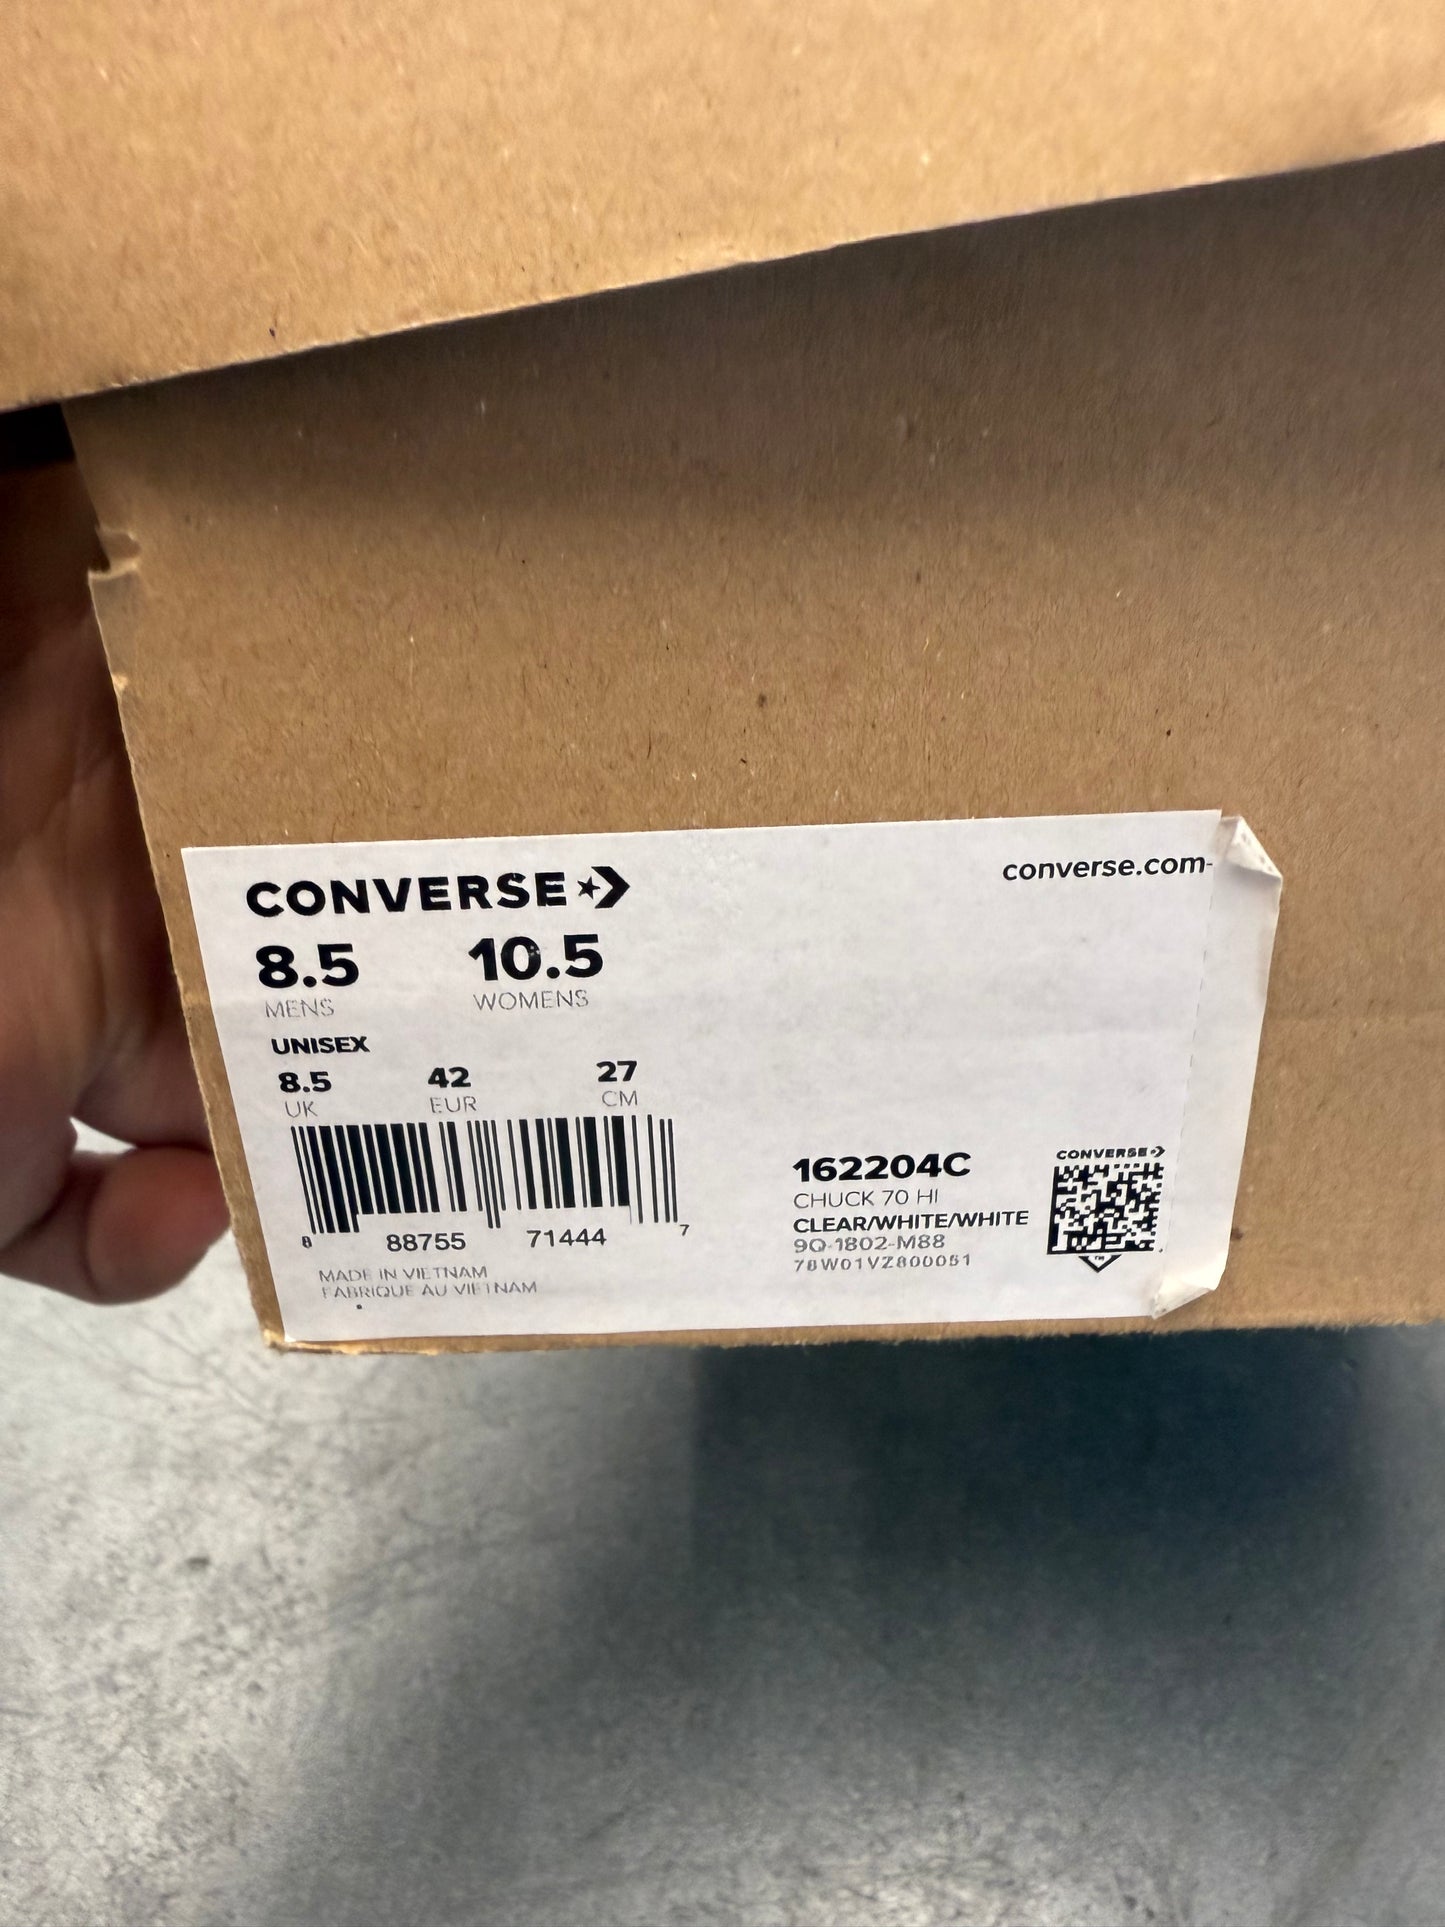 CONVERSE
converse.com
8.5 10.5
MENS WOMENS
UNISEX
8.5 42 27
UK EUR CM
8 88755 71444 7
MADE IN VIETNAM
FABRIQUE AU VIETNAM
162204C
CHUCK 70 HI
CLEAR/WHITE/WHITE
9Q-1802-M88
78W01VZ800051
CONVERSE
TM